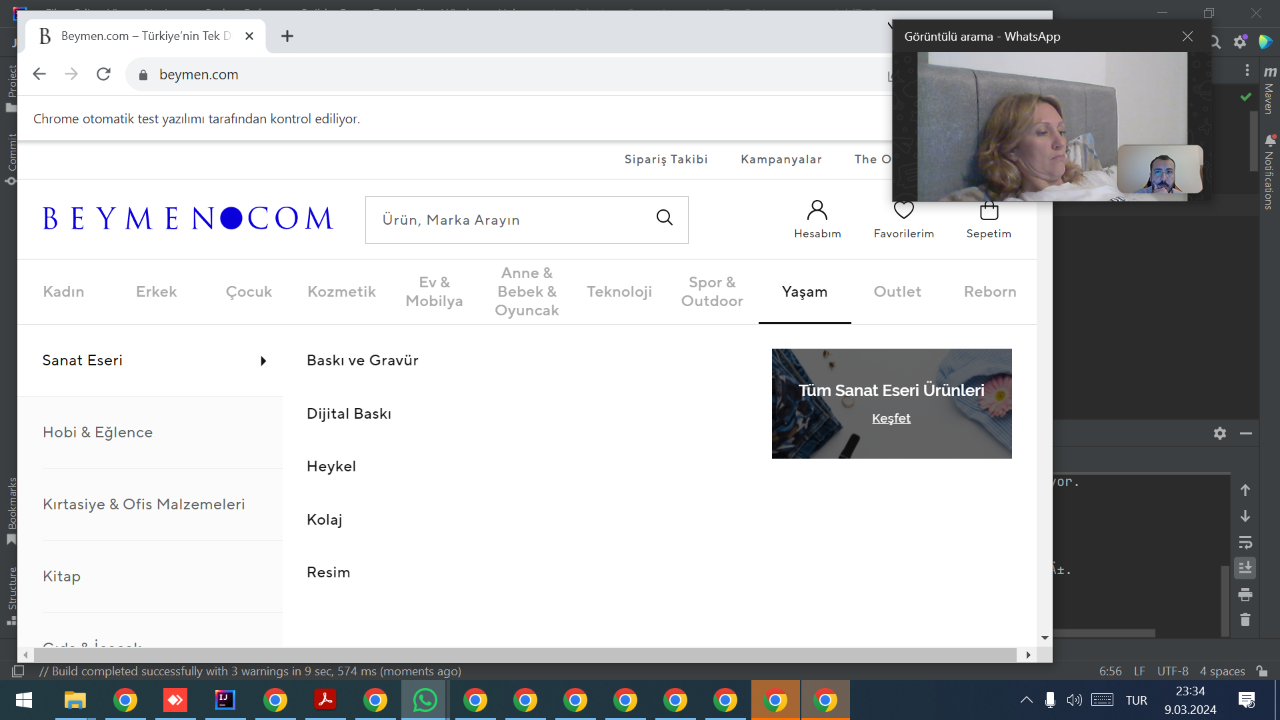 Beymen.com – Türkiye'nin Tek D
Görüntülü arama - WhatsApp
beymen.com
Chrome otomatik test yazılımı tarafından kontrol ediliyor.
Sipariş Takibi Kampanyalar The O
BEYMEN COM
Ürün, Marka Arayın
Hesabım Favorilerim Sepetim
Kadın
Erkek
Çocuk
Kozmetik
Ev &
Mobilya
Anne &
Bebek &
Oyuncak
Teknoloji
Spor &
Outdoor
Yaşam
Outlet
Reborn
Sanat Eseri
Hobi & Eğlence
Kırtasiye & Ofis Malzemeleri
Kitap
Baskı ve Gravür
Dijital Baskı
Heykel
Kolaj
Resim
Tüm Sanat Eseri Ürünleri
Keşfet
Project
Commit
Bookmarks
Structure
Maven
Notifications
yor.
// Build completed successfully with 3 warnings in 9 sec, 574 ms (moments ago)
6:56 LF UTF-8 4 spaces
TUR
23:34
9.03.2024